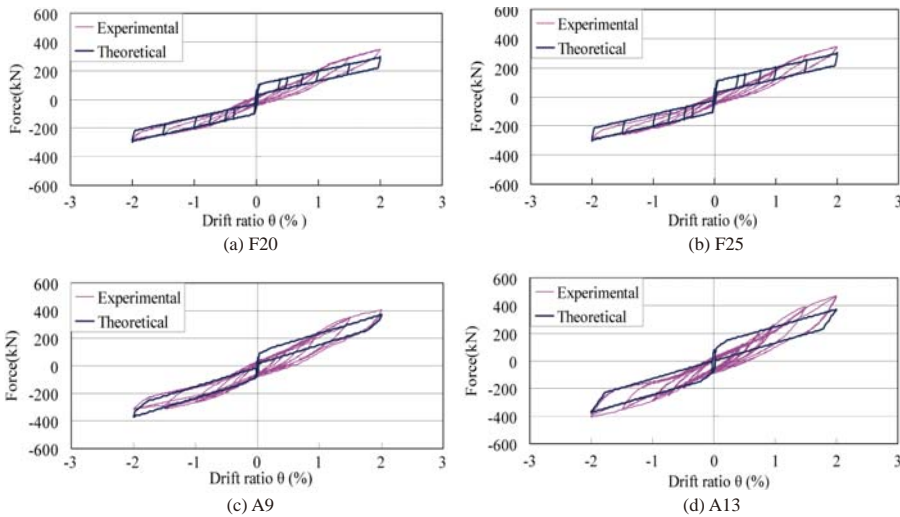 600
400
200
0
-200
-400
-600
Force(kN)
Experimental
Theoretical
-3 -2 -1 0 1 2 3
Drift ratio θ (% )
(a) F20
600
400
200
0
-200
-400
-600
Force(kN)
Experimental
Theoretical
-3 -2 -1 0 1 2 3
Drift ratio θ (%)
(b) F25
600
400
200
0
-200
-400
-600
Force(kN)
Experimental
Theoretical
-3 -2 -1 0 1 2 3
Drift ratio θ (%)
(c) A9
600
400
200
0
-200
-400
-600
Force(kN)
Experimental
Theoretical
-3 -2 -1 0 1 2 3
Drift ratio θ (%)
(d) A13